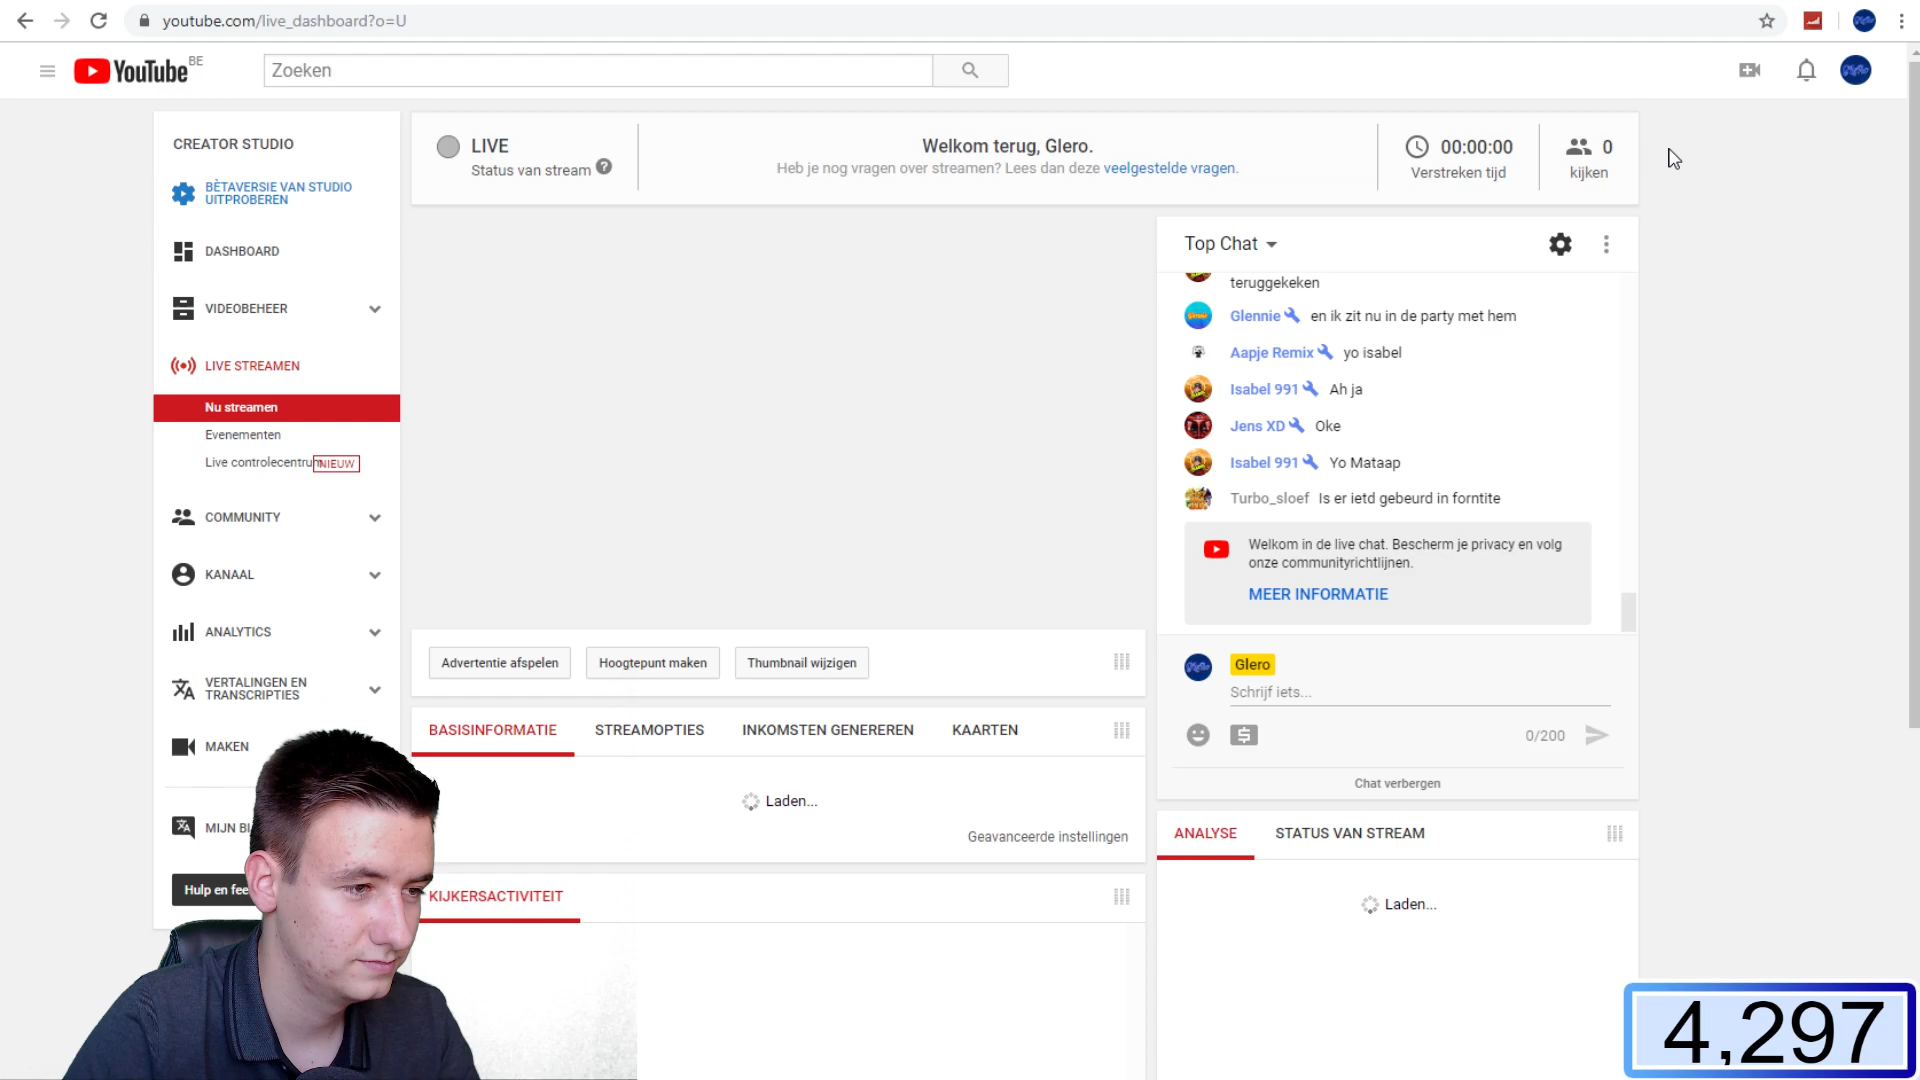 youtube.com/live_dashboard?o=U
YouTube BE
Zoeken
CREATOR STUDIO
BÈTAVERSIE VAN STUDIO
UITPROBEREN
DASHBOARD
VIDEOBEHEER
LIVE STREAMEN
Nu streamen
Evenementen
Live controlecentrum NIEUW
COMMUNITY
KANAAL
ANALYTICS
VERTALINGEN EN
TRANSCRIPTIES
MAKEN
MIJN
Hulp en
LIVE
Status van stream ?
Welkom terug, Glero.
Heb je nog vragen over streamen? Lees dan deze veelgestelde vragen.
00:00:00
Verstreken tijd
0
kijken
Top Chat
teruggekeken
Glennie en ik zit nu in de party met hem
Aapje Remix yo isabel
Isabel 991 Ah ja
Jens XD Oke
Isabel 991 Yo Mataap
Turbo_sloef Is er ietd gebeurd in forntite
Welkom in de live chat. Bescherm je privacy en volg
onze communityrichtlijnen.
MEER INFORMATIE
Glero
Schrijf iets...
0/200
Chat verbergen
Advertentie afspelen
Hoogtepunt maken
Thumbnail wijzigen
BASISINFORMATIE
STREAMOPTIES
INKOMSTEN GENEREREN
KAARTEN
Laden...
Geavanceerde instellingen
KIJKERSACTIVITEIT
ANALYSE
STATUS VAN STREAM
Laden...
4,297